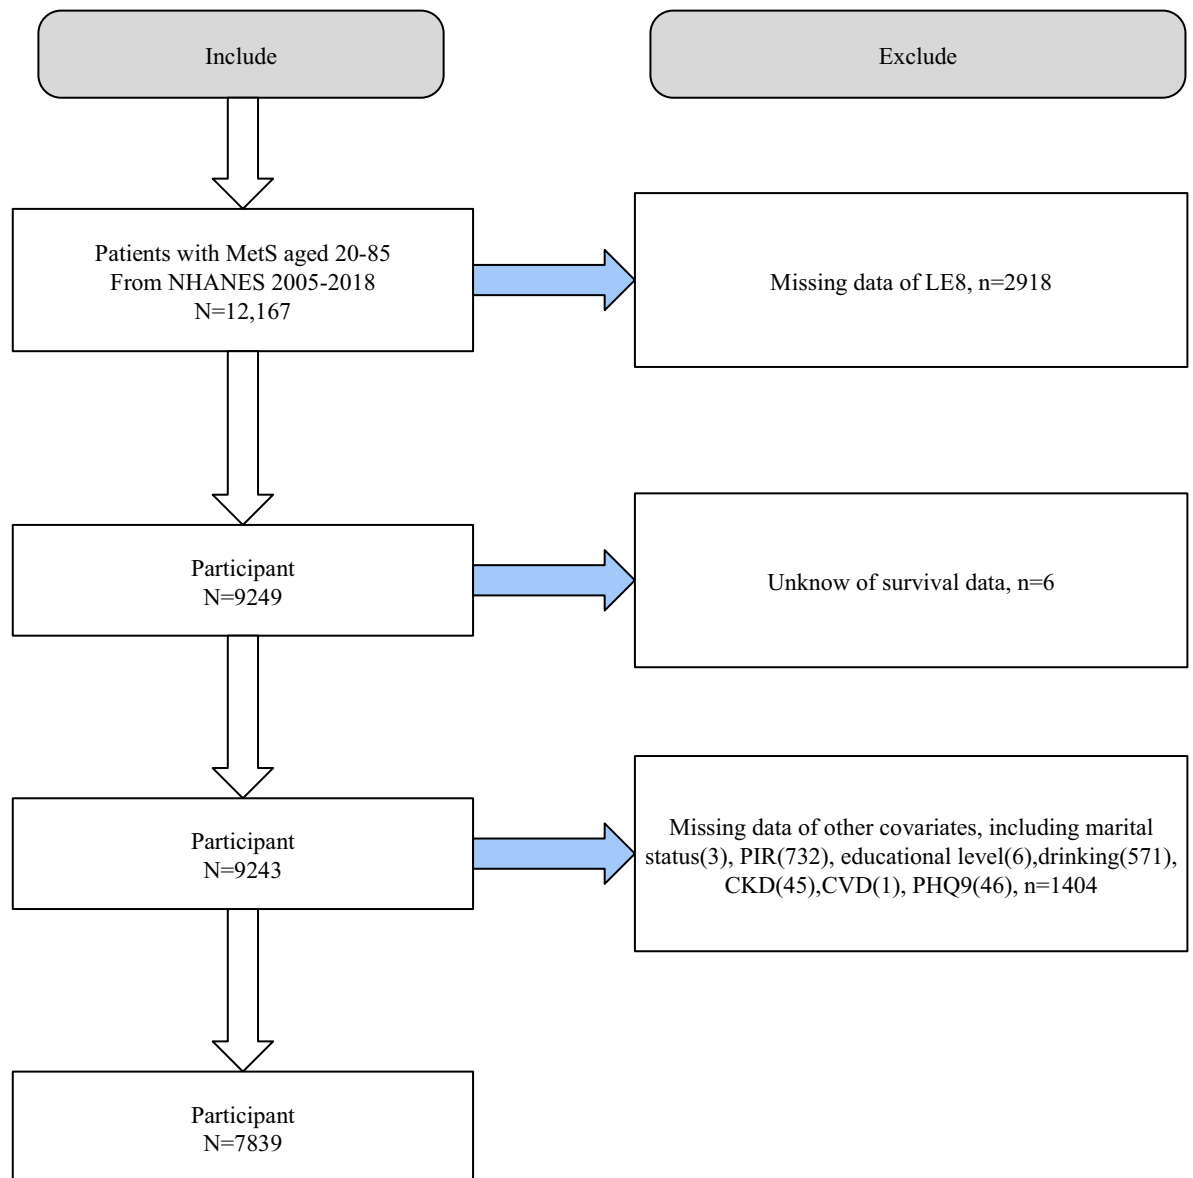 Include
Exclude
Patients with MetS aged 20-85
From NHANES 2005-2018
N=12,167
Missing data of LE8, n=2918
Participant
N=9249
Unknow of survival data, n=6
Participant
N=9243
Missing data of other covariates, including marital
status(3), PIR(732), educational level(6),drinking(571),
CKD(45),CVD(1), PHQ9(46), n=1404
Participant
N=7839